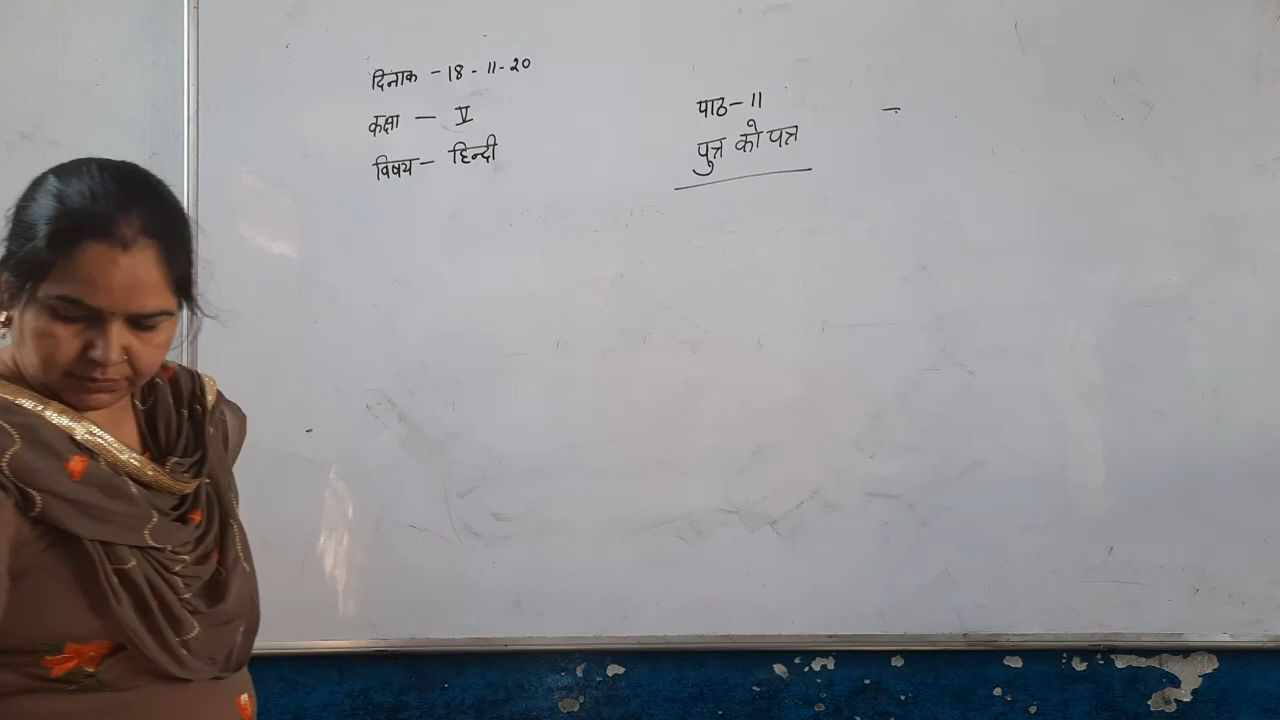 दिनाक - 18-11-20
कक्षा - V
विषय - हिन्दी
पाठ - 11
पुत्र को पत्र